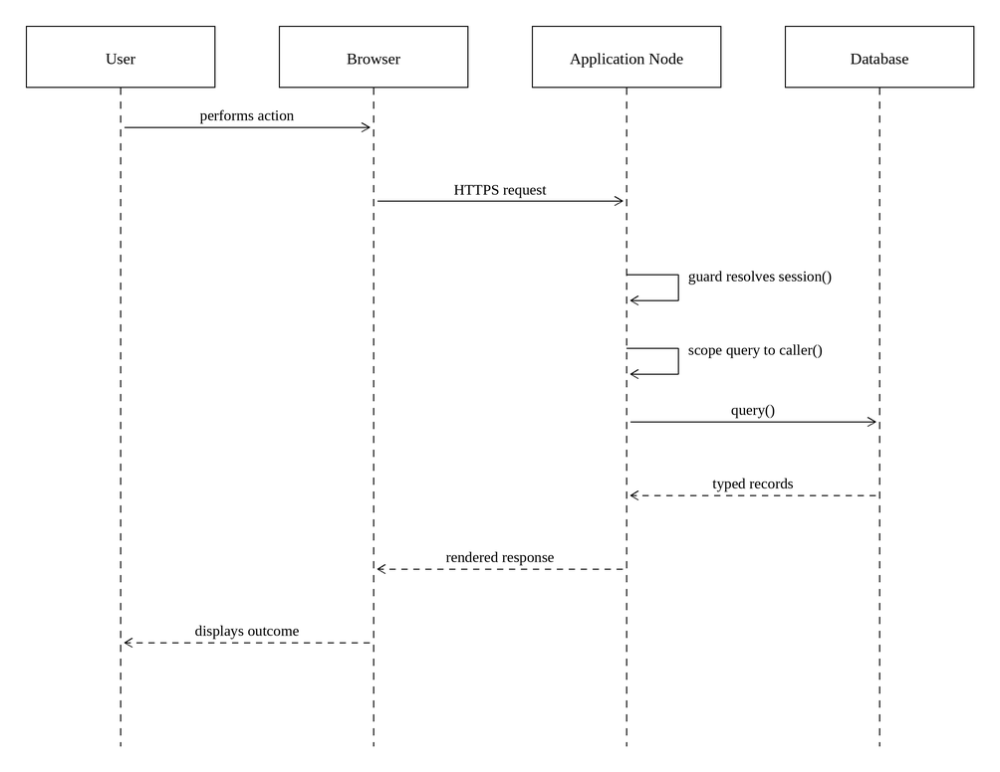 User
Browser
Application Node
Database
performs action
HTTPS request
guard resolves session()
scope query to caller()
query()
typed records
rendered response
displays outcome